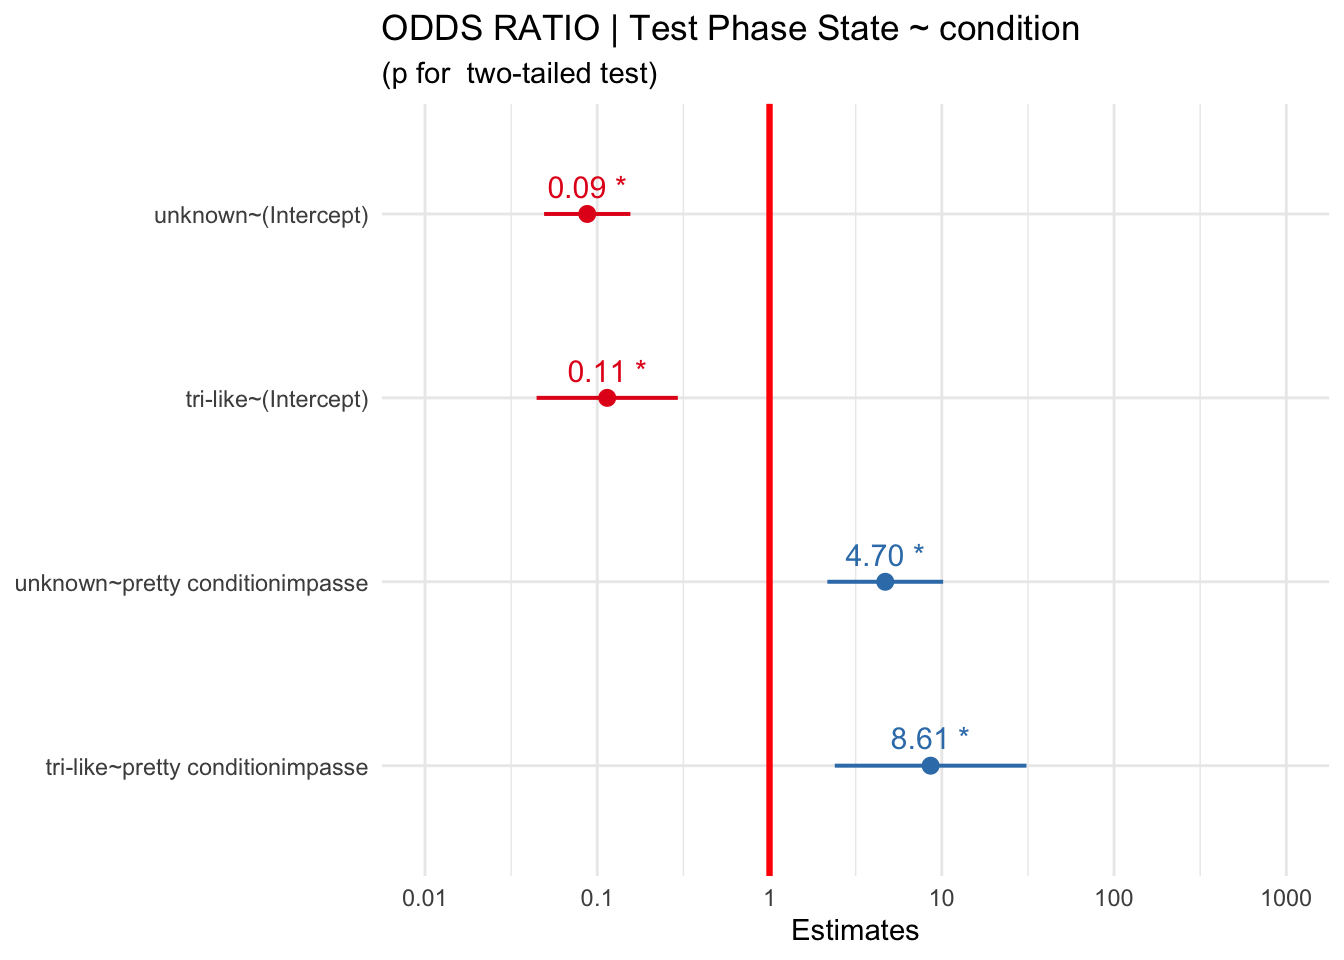 ODDS RATIO | Test Phase State ~ condition
(p for  two-tailed test)
0.09 *
unknown~(Intercept)
0.11 *
tri-like~(Intercept)
4.70 *
unknown~pretty conditionimpasse
8.61 *
tri-like~pretty conditionimpasse
0.01 0.1 1 10 100 1000
Estimates